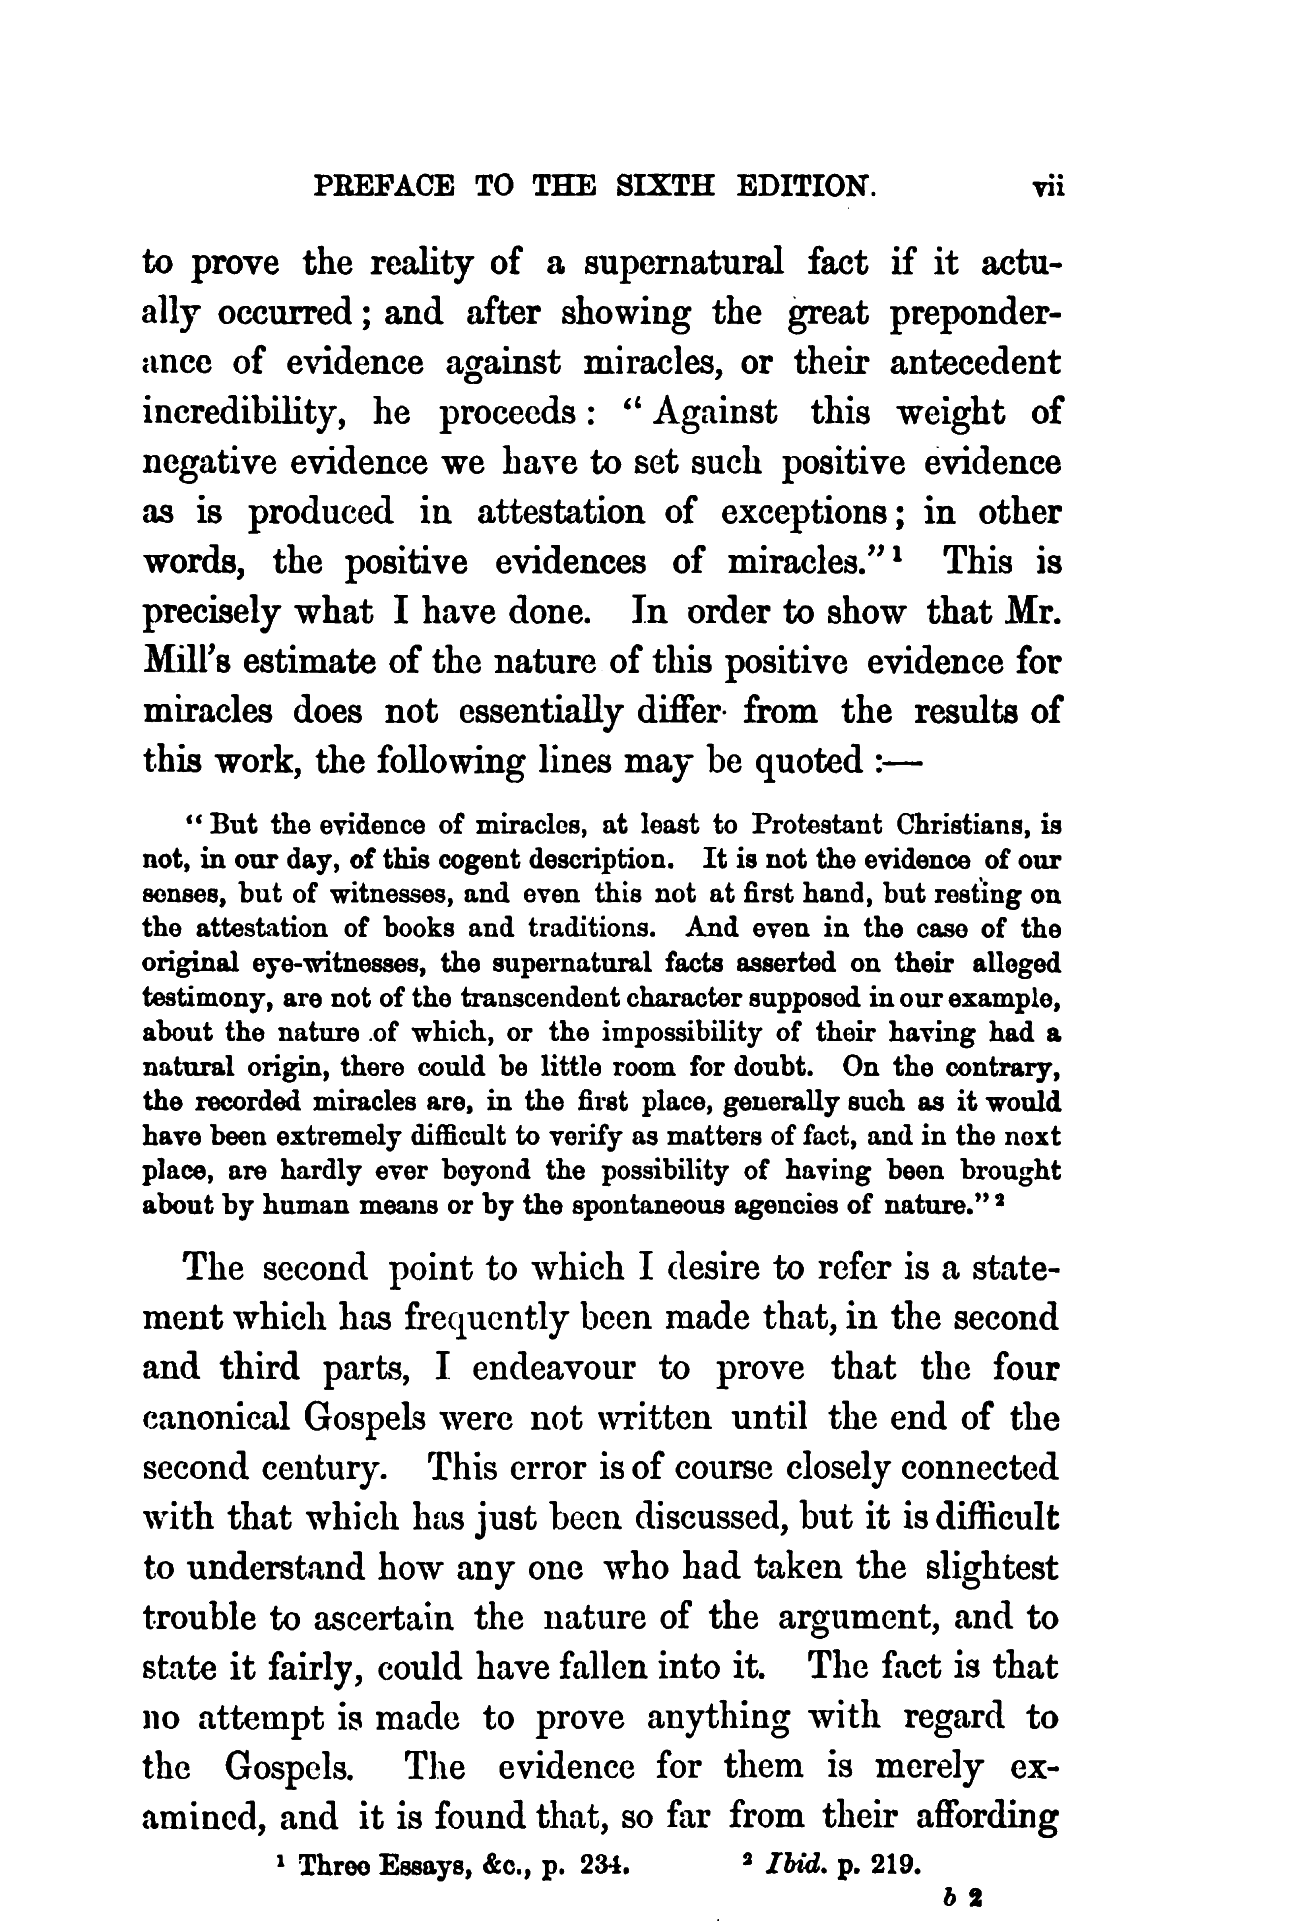 PREFACE TO THE SIXTH EDITION. vii
to prove the reality of a supernatural fact if it actu-
ally occurred; and after showing the great preponder-
ance of evidence against miracles, or their antecedent
incredibility, he proceeds: “Against this weight of
negative evidence we have to set such positive evidence
as is produced in attestation of exceptions; in other
words, the positive evidences of miracles.”¹ This is
precisely what I have done. In order to show that Mr.
Mill’s estimate of the nature of this positive evidence for
miracles does not essentially differ from the results of
this work, the following lines may be quoted:—
“But the evidence of miracles, at least to Protestant Christians, is
not, in our day, of this cogent description. It is not the evidence of our
senses, but of witnesses, and even this not at first hand, but resting on
the attestation of books and traditions. And even in the case of the
original eye-witnesses, the supernatural facts asserted on their alleged
testimony, are not of the transcendent character supposed in our example,
about the nature of which, or the impossibility of their having had a
natural origin, there could be little room for doubt. On the contrary,
the recorded miracles are, in the first place, generally such as it would
have been extremely difficult to verify as matters of fact, and in the next
place, are hardly ever beyond the possibility of having been brought
about by human means or by the spontaneous agencies of nature.”²
The second point to which I desire to refer is a state-
ment which has frequently been made that, in the second
and third parts, I endeavour to prove that the four
canonical Gospels were not written until the end of the
second century. This error is of course closely connected
with that which has just been discussed, but it is difficult
to understand how any one who had taken the slightest
trouble to ascertain the nature of the argument, and to
state it fairly, could have fallen into it. The fact is that
no attempt is made to prove anything with regard to
the Gospels. The evidence for them is merely ex-
amined, and it is found that, so far from their affording
¹ Three Essays, &c., p. 234. ² Ibid. p. 219.
b 2